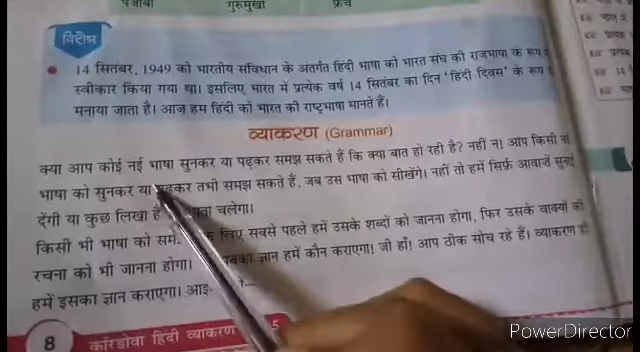 पंजाबी गुरुमुखी फ्रेंच
विशेष
14 सितंबर, 1949 को भारतीय संविधान के अंतर्गत हिंदी भाषा को भारत संघ की राजभाषा के रूप
स्वीकार किया गया था। इसलिए भारत में प्रत्येक वर्ष 14 सितंबर का दिन 'हिंदी दिवस' के रूप
मनाया जाता है। आज हम हिंदी को भारत की राष्ट्रभाषा मानते हैं।
व्याकरण (Grammar)
क्या आप कोई नई भाषा सुनकर या पढ़कर समझ सकते हैं कि क्या बात हो रही है? नहीं न! आप किसी
भाषा को सुनकर या पढ़कर तभी समझ सकते हैं, जब उस भाषा को सीखेंगे। नहीं तो हमें सिर्फ़ आवाज़ें
देंगी या कुछ लिखा है चलेगा।
किसी भी भाषा को लिए सबसे पहले हमें उसके शब्दों को जानना होगा, फिर उसके वाक्यों की
रचना को भी जानना होगा। ज्ञान हमें कौन कराएगा। जी हाँ! आप ठीक सोच रहे हैं। व्याकरण ही
हमें इसका ज्ञान कराएगा।
8 कॉरडोवा हिंदी व्याकरण 5
14
PowerDirector